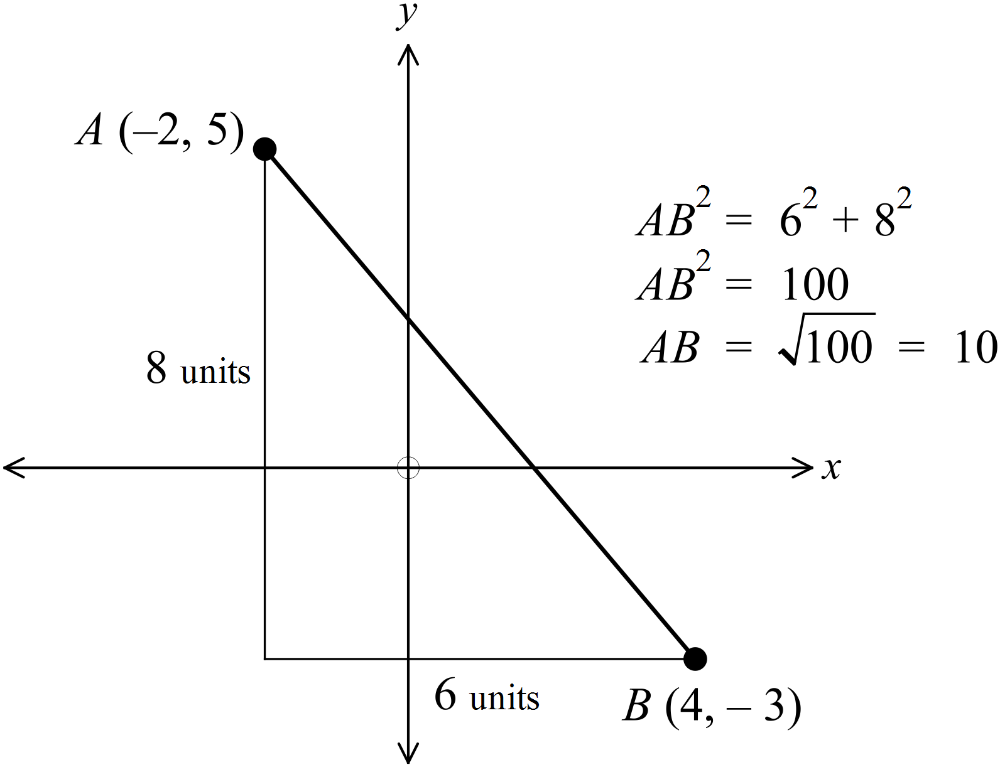 y
A (–2, 5)
AB² = 6² + 8²
AB² = 100
AB = √100 = 10
8 units
x
6 units
B (4, – 3)